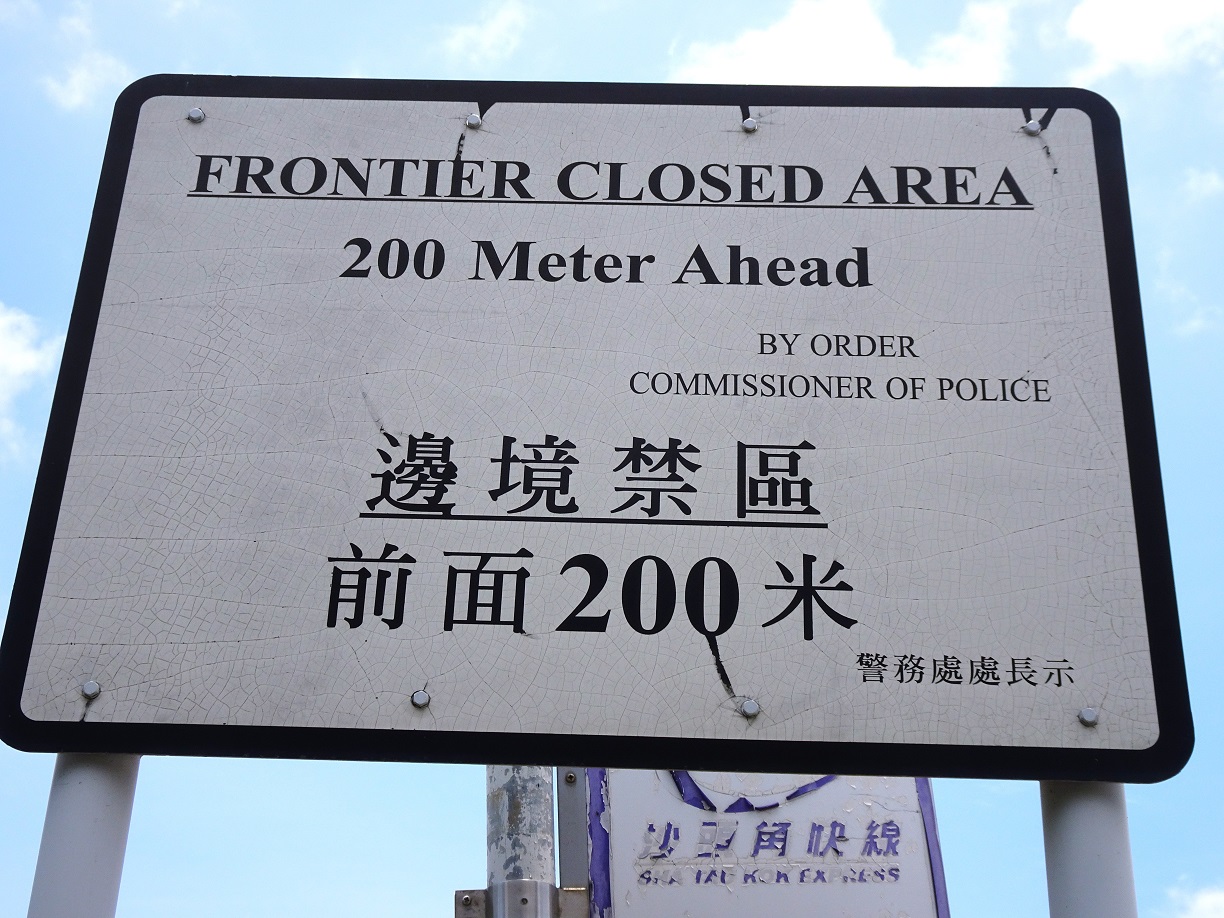 FRONTIER CLOSED AREA
200 Meter Ahead
BY ORDER
COMMISSIONER OF POLICE
邊境禁區
前面200米
警務處處長示
沙頭角快線
SHA TAU KOK EXPRESS